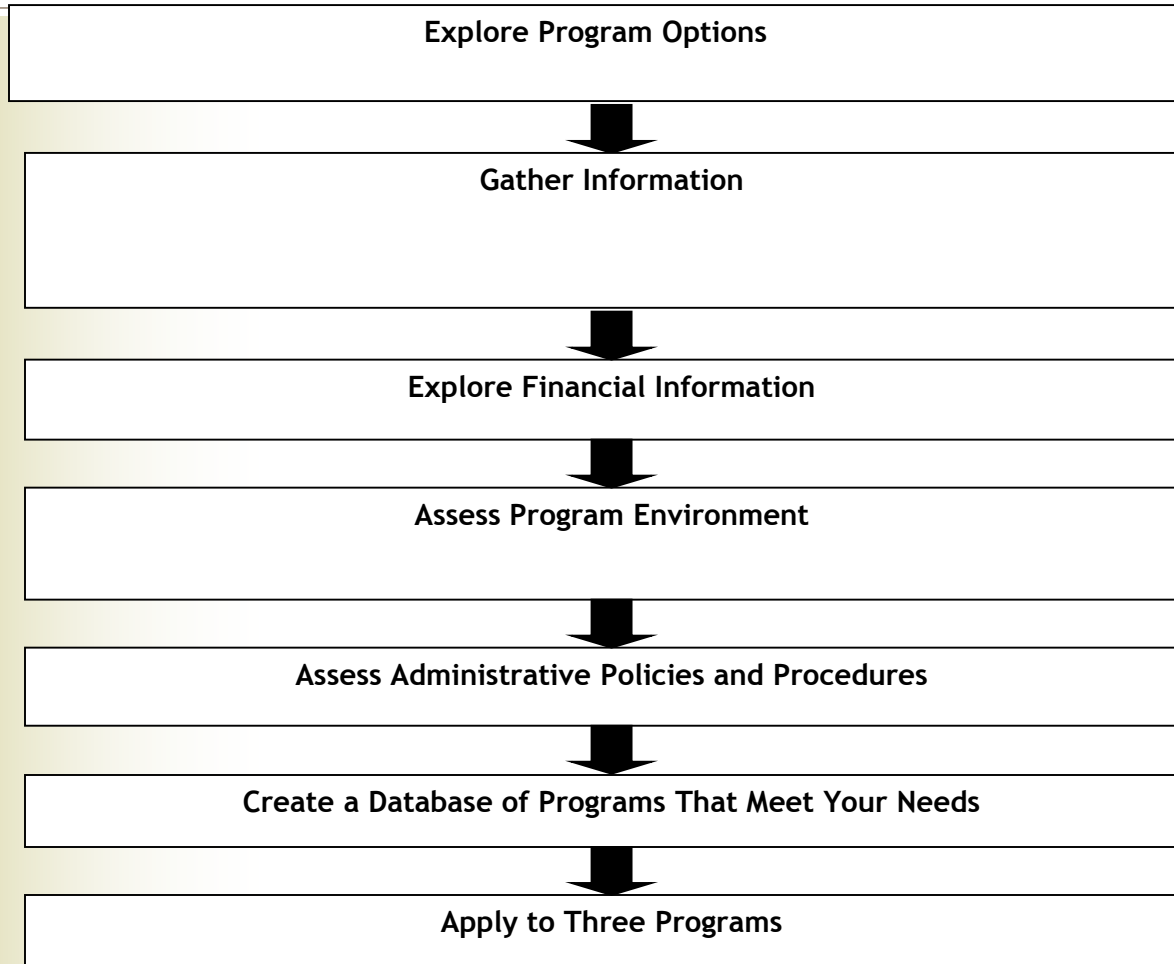 Explore Program Options
Gather Information
Explore Financial Information
Assess Program Environment
Assess Administrative Policies and Procedures
Create a Database of Programs That Meet Your Needs
Apply to Three Programs